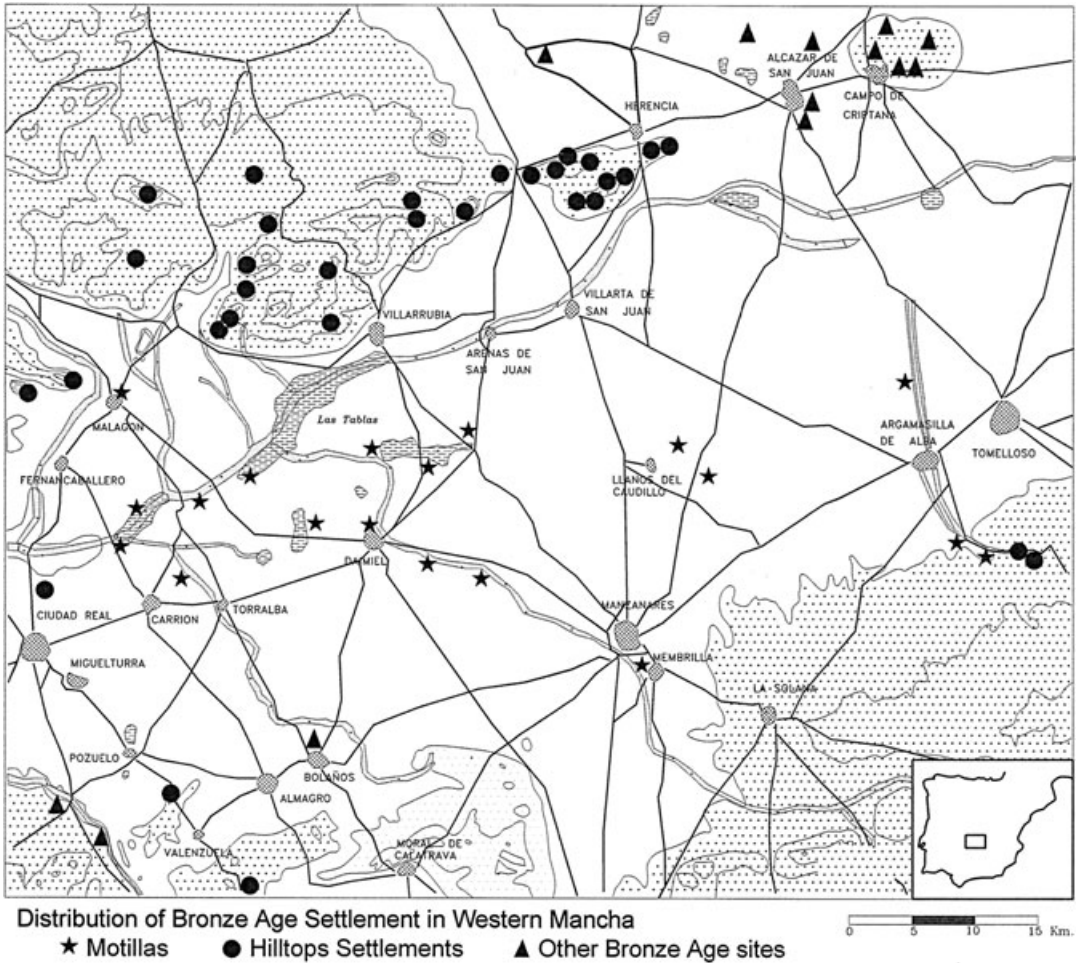 ALCAZAR DE
SAN JUAN
CAMPO DE
CRIPTANA
HERENCIA
VILLARRUBIA
VILLARTA DE
SAN JUAN
ARENAS DE
SAN JUAN
MALAGON
Las Tablas
ARGAMASILLA
DE ALBA
TOMELLOSO
FERNANCABALLERO
LLANOS DEL
CAUDILLO
DAIMIEL
CIUDAD REAL
CARRION
TORRALBA
MANZANARES
MIGUELTURRA
MEMBRILLA
LA SOLANA
POZUELO
BOLAÑOS
ALMAGRO
VALENZUELA
MORAL DE
CALATRAVA
Distribution of Bronze Age Settlement in Western Mancha
Motillas Hilltops Settlements Other Bronze Age sites
0 5 10 15 Km.